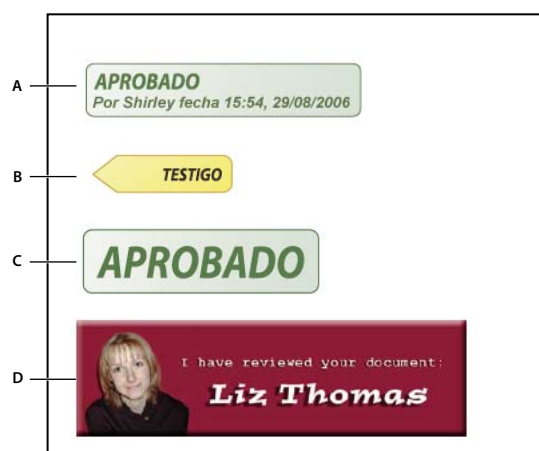 A
APROBADO
Por Shirley fecha 15:54, 29/08/2006
B
TESTIGO
C
APROBADO
D
I have reviewed your document:
Liz Thomas